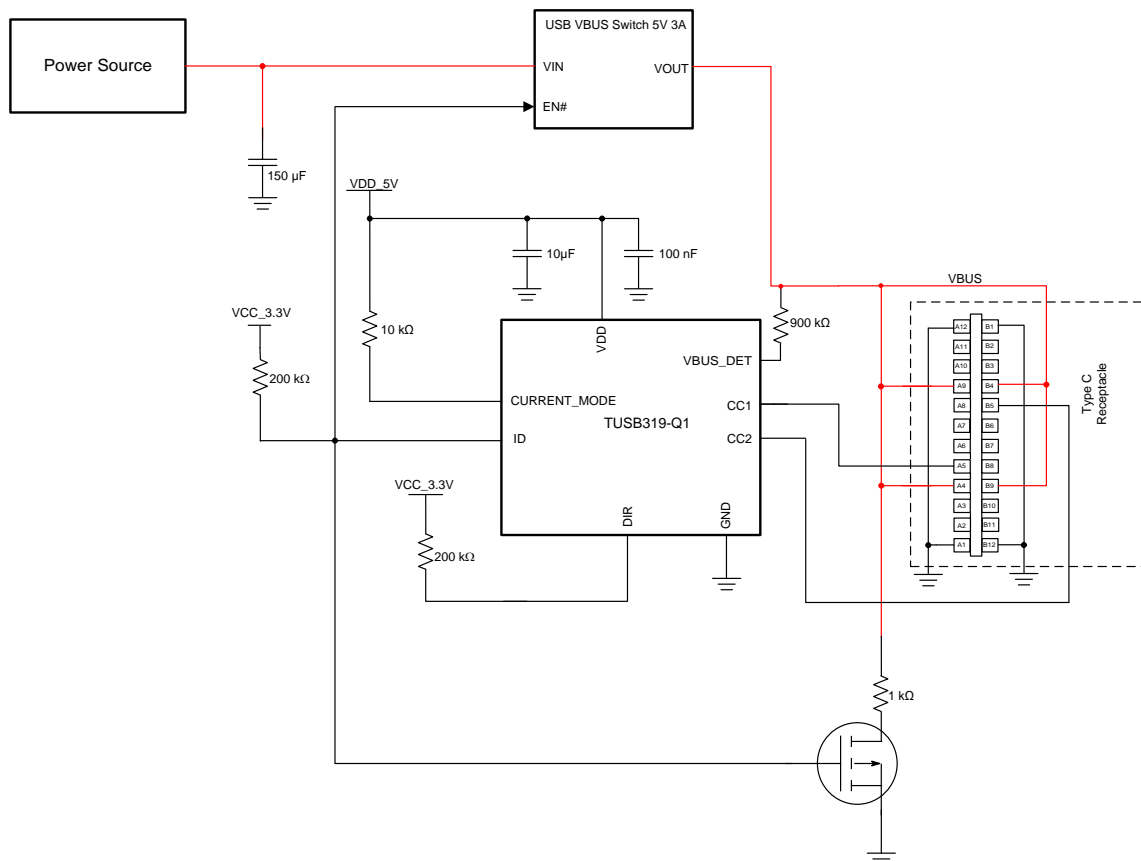 USB VBUS Switch 5V 3A
Power Source
VIN
VOUT
EN#
150 µF
VDD_5V
10µF
100 nF
VBUS
VCC_3.3V
10 kΩ
900 kΩ
200 kΩ
VDD
VBUS_DET
CURRENT_MODE
CC1
TUSB319-Q1
ID
CC2
VCC_3.3V
DIR
GND
200 kΩ
Type C
Receptacle
A12
B1
A11
B2
A10
B3
A9
B4
A8
B5
A7
B6
A6
B7
A5
B8
A4
B9
A3
B10
A2
B11
A1
B12
1 kΩ